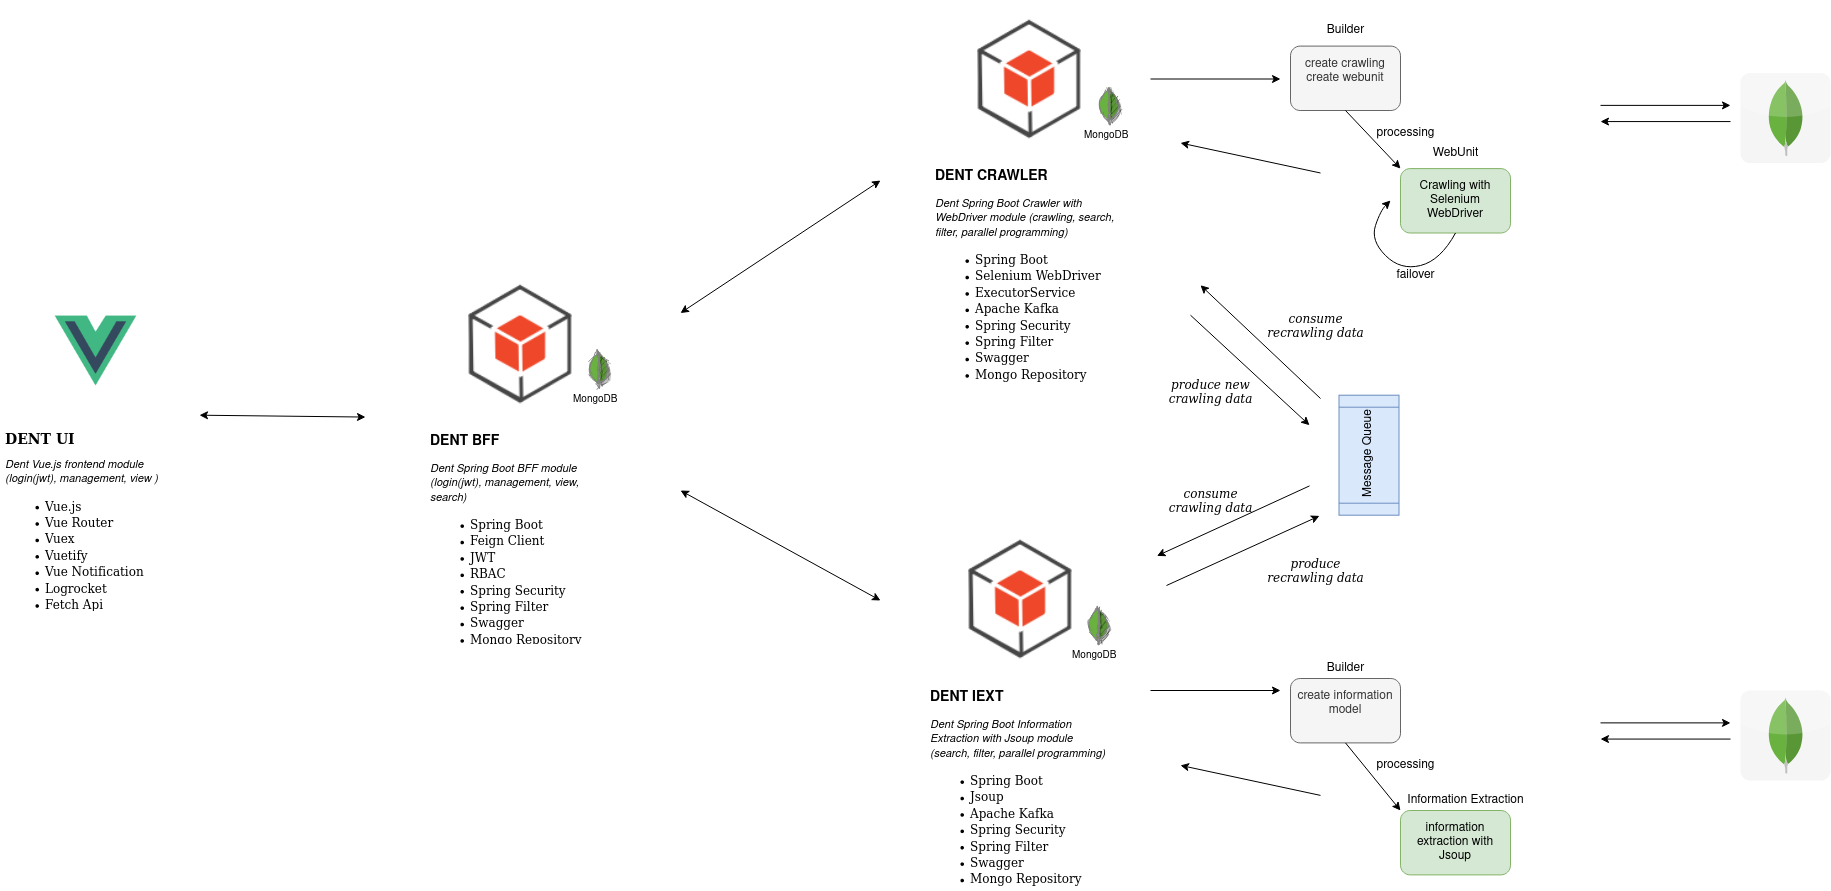 DENT UI
Dent Vue.js frontend module
(login(jwt), management, view )
Vue.js
Vue Router
Vuex
Vuetify
Vue Notification
Logrocket
Fetch Api
MongoDB
DENT BFF
Dent Spring Boot BFF module
(login(jwt), management, view,
search)
Spring Boot
Feign Client
JWT
RBAC
Spring Security
Spring Filter
Swagger
Mongo Repository
MongoDB
DENT CRAWLER
Dent Spring Boot Crawler with
WebDriver module (crawling, search,
filter, parallel programming)
Spring Boot
Selenium WebDriver
ExecutorService
Apache Kafka
Spring Security
Spring Filter
Swagger
Mongo Repository
Builder
create crawling
create webunit
processing
WebUnit
Crawling with
Selenium
WebDriver
failover
consume
recrawling data
produce new
crawling data
Message Queue
consume
crawling data
produce
recrawling data
MongoDB
DENT IEXT
Dent Spring Boot Information
Extraction with Jsoup module
(search, filter, parallel programming)
Spring Boot
Jsoup
Apache Kafka
Spring Security
Spring Filter
Swagger
Mongo Repository
Builder
create information
model
processing
Information Extraction
information
extraction with
Jsoup